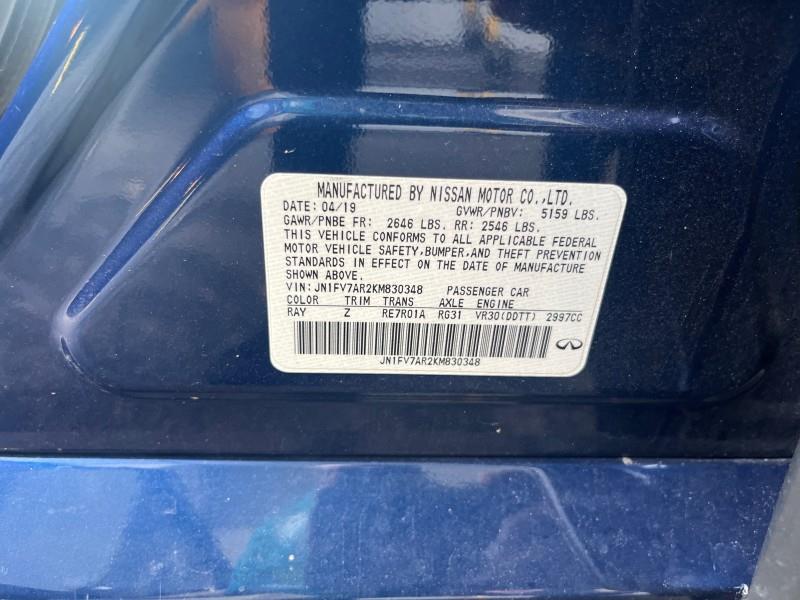 MANUFACTURED BY NISSAN MOTOR CO.,LTD.
DATE: 04/19 GVWR/PNBV: 5159 LBS.
GAWR/PNBE FR: 2646 LBS. RR: 2546 LBS.
THIS VEHICLE CONFORMS TO ALL APPLICABLE FEDERAL
MOTOR VEHICLE SAFETY,BUMPER,AND THEFT PREVENTION
STANDARDS IN EFFECT ON THE DATE OF MANUFACTURE
SHOWN ABOVE.
VIN: JN1FV7AR2KM830348 PASSENGER CAR
COLOR TRIM TRANS AXLE ENGINE
RAY Z RE7R01A RG31 VR30(DDTT) 2997CC
JN1FV7AR2KM830348